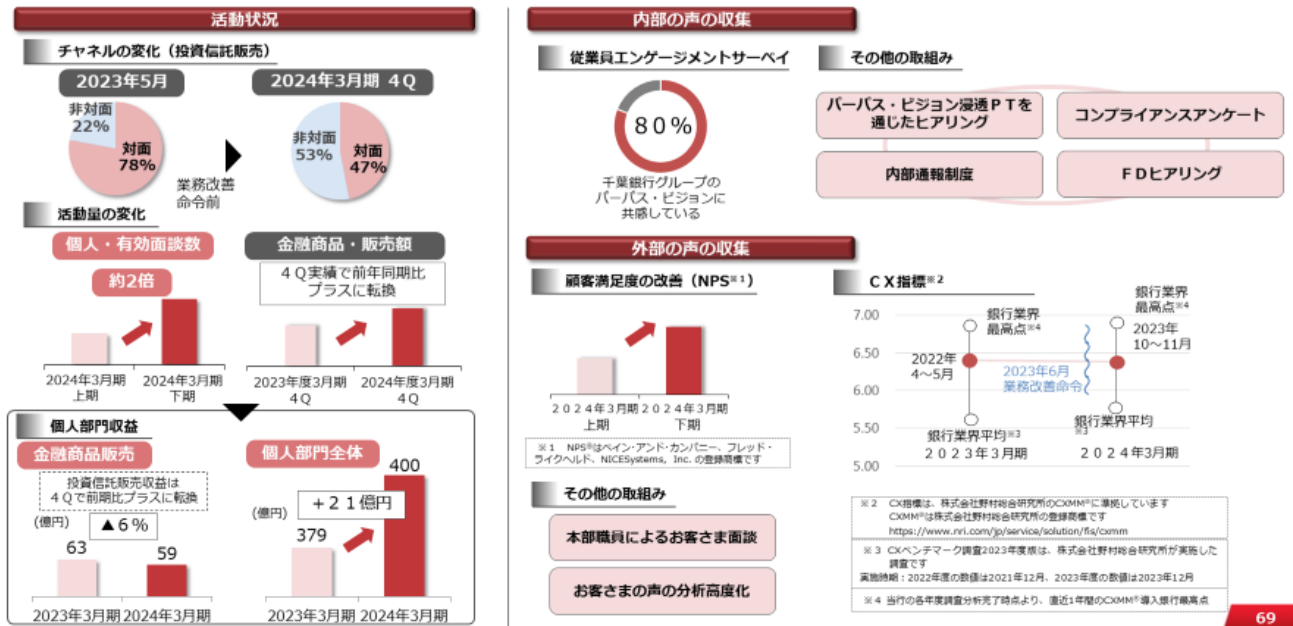 活動状況
チャネルの変化（投資信託販売）
2023年5月
2024年3月期 4Q
非対面
22%
対面
78%
業務改善
命令前
非対面
53%
対面
47%
活動量の変化
個人・有効面談数
約2倍
2024年3月期
上期
2024年3月期
下期
金融商品・販売額
4Q実績で前年同期比
プラスに転換
2023年度3月期
4Q
2024年度3月期
4Q
個人部門収益
金融商品販売
投資信託販売収益は
4Qで前期比プラスに転換
(億円)
▲6%
63
59
2023年3月期
2024年3月期
個人部門全体
(億円)
+21億円
379
400
2023年3月期
2024年3月期
内部の声の収集
従業員エンゲージメントサーベイ
80%
千葉銀行グループの
パーパス・ビジョンに
共感している
その他の取組み
パーパス・ビジョン浸透PTを
通じたヒアリング
コンプライアンスアンケート
内部通報制度
FDヒアリング
外部の声の収集
顧客満足度の改善（NPS※1）
2024年3月期
上期
2024年3月期
下期
※1 NPS®はベイン・アンド・カンパニー、フレッド・
ライクヘルド、NICESystems, Inc. の登録商標です
その他の取組み
本部職員によるお客さま面談
お客さまの声の分析高度化
CX指標※2
7.00
6.50
6.00
5.50
5.00
銀行業界
最高点※4
2022年
4～5月
2023年6月
業務改善命令
銀行業界
最高点※4
2023年
10～11月
銀行業界平均※3
銀行業界平均
※3
2023年3月期
2024年3月期
※2 CX指標は、株式会社野村総合研究所のCXMM®に準拠しています
CXMM®は株式会社野村総合研究所の登録商標です
https://www.nri.com/jp/service/solution/fis/cxmm
※3 CXベンチマーク調査2023年度版は、株式会社野村総合研究所が実施した
調査です
実施時期：2022年度の数値は2021年12月、2023年度の数値は2023年12月
※4 当行の各年度調査分析完了時点より、直近1年間のCXMM®導入銀行最高点
69